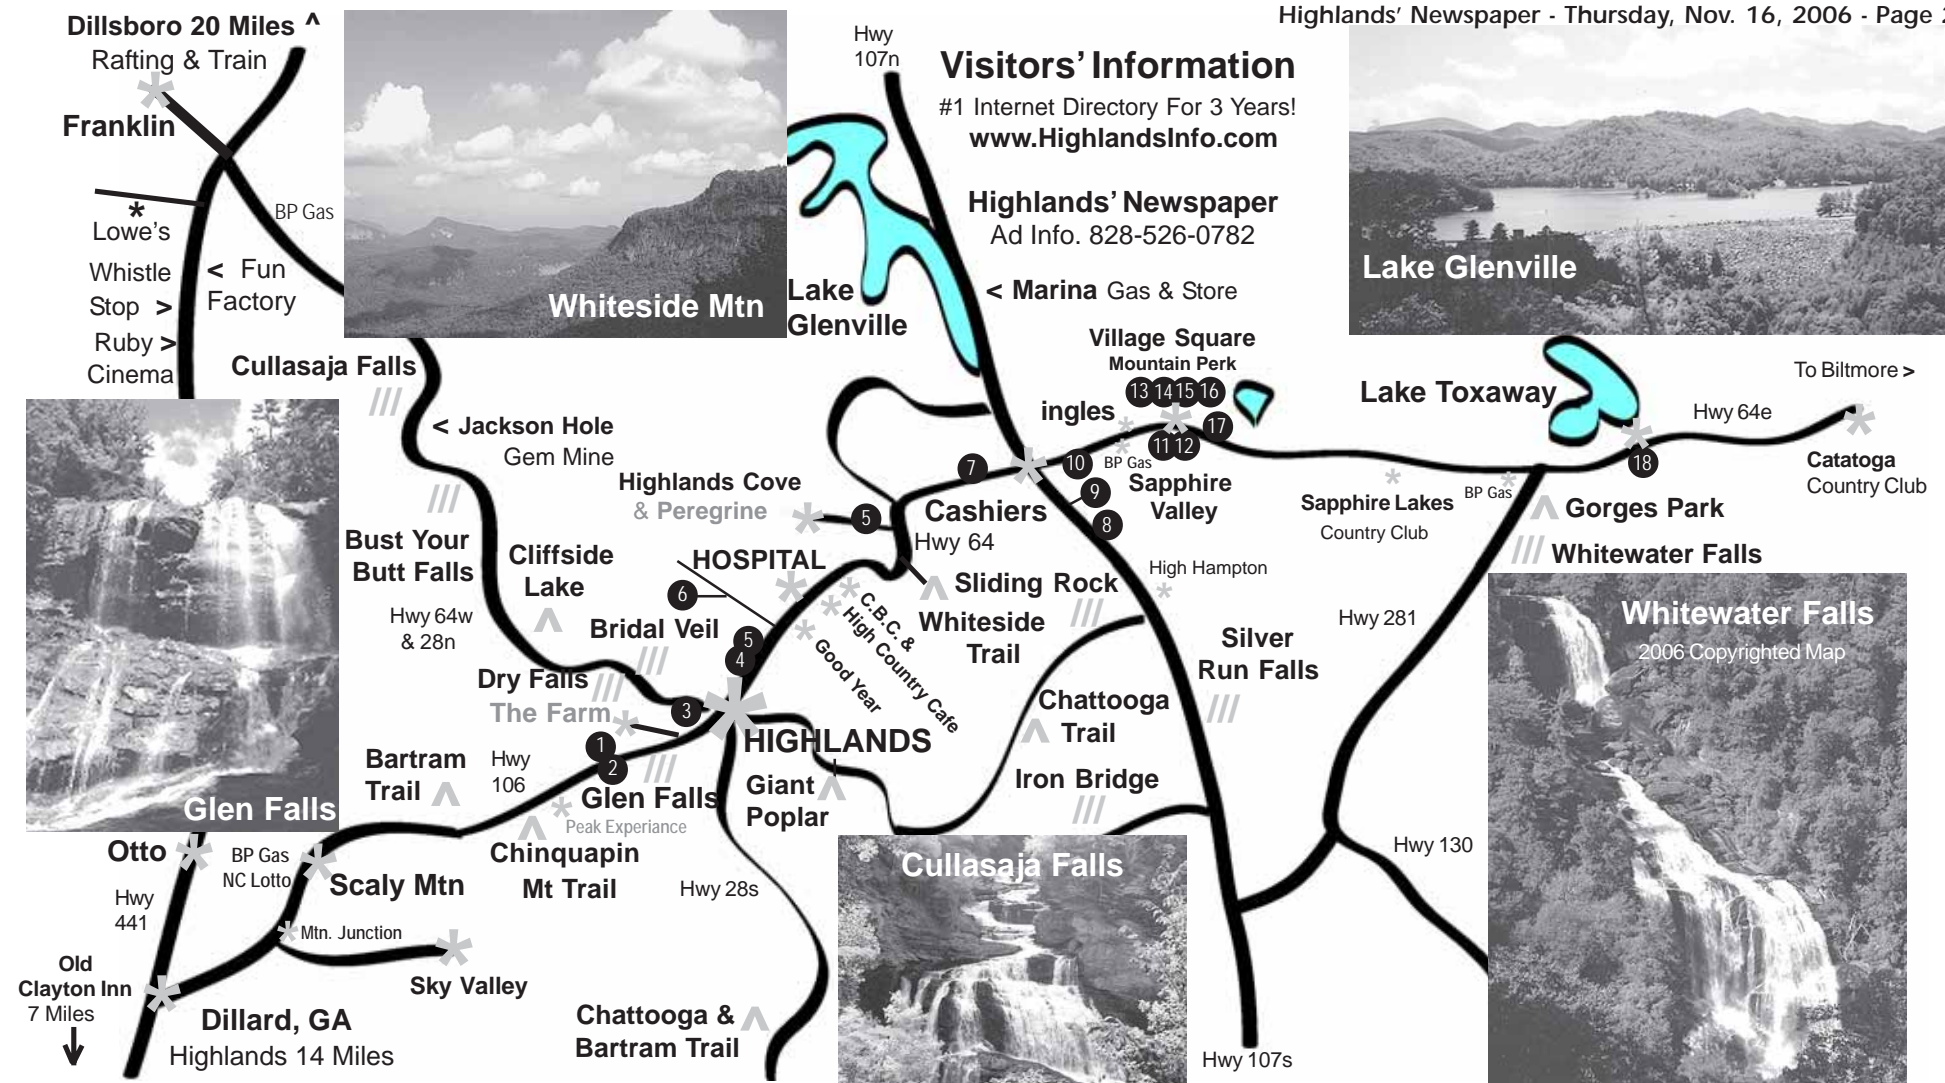 Highlands' Newspaper - Thursday, Nov. 16, 2006 - Page
Dillsboro 20 Miles ^
Rafting & Train
Franklin
BP Gas
Lowe's
Whistle
Stop >
< Fun
Factory
Ruby >
Cinema
Whiteside Mtn
Hwy
107n
Visitors' Information
#1 Internet Directory For 3 Years!
www.HighlandsInfo.com
Highlands' Newspaper
Ad Info. 828-526-0782
Lake
Glenville
< Marina Gas & Store
Lake Glenville
Village Square
Mountain Perk
13 14 15 16
ingles
17
11 12
10
BP Gas
Sapphire
Valley
9
8
7
Lake Toxaway
To Biltmore >
Hwy 64e
18
Catatoga
Country Club
Sapphire Lakes
Country Club
BP Gas
Gorges Park
Whitewater Falls
Cullasaja Falls
< Jackson Hole
Gem Mine
Highlands Cove
& Peregrine
5
Cashiers
Hwy 64
Bust Your
Butt Falls
Cliffside
Lake
HOSPITAL
6
Sliding Rock
High Hampton
Hwy 64w
& 28n
Bridal Veil
5
4
C.B.C. &
High Country Cafe
Good Year
Whiteside
Trail
Silver
Run Falls
Hwy 281
Whitewater Falls
2006 Copyrighted Map
Dry Falls
The Farm
3
HIGHLANDS
Chattooga
Trail
1
2
Bartram
Trail
Hwy
106
Glen Falls
Peak Experiance
Giant
Poplar
Iron Bridge
Glen Falls
Otto
BP Gas
NC Lotto
Scaly Mtn
Chinquapin
Mt Trail
Hwy 28s
Cullasaja Falls
Hwy 130
Hwy
441
Mtn. Junction
Old
Clayton Inn
7 Miles
Sky Valley
Dillard, GA
Highlands 14 Miles
Chattooga &
Bartram Trail
Hwy 107s